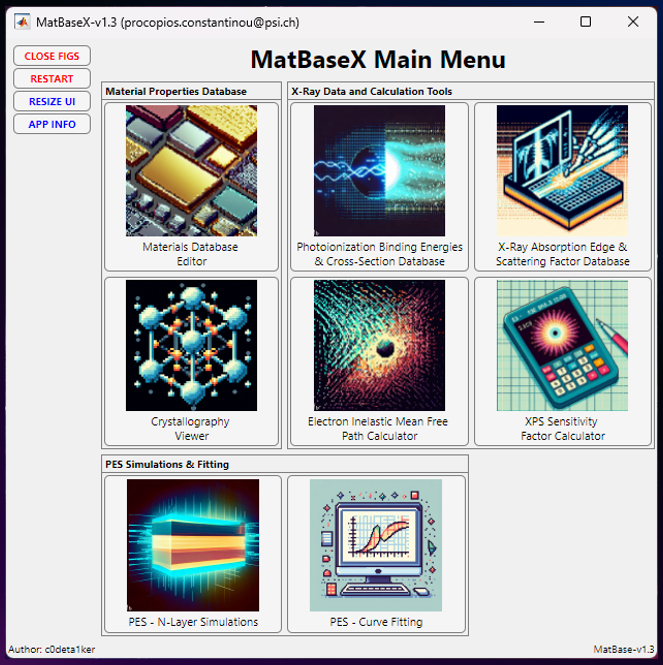 MatBaseX-v1.3 (procopios.constantinou@psi.ch)
CLOSE FIGS
RESTART
RESIZE UI
APP INFO
MatBaseX Main Menu
Material Properties Database
Materials Database
Editor
Crystallography
Viewer
X-Ray Data and Calculation Tools
Photoionization Binding Energies
& Cross-Section Database
X-Ray Absorption Edge &
Scattering Factor Database
Electron Inelastic Mean Free
Path Calculator
XPS Sensitivity
Factor Calculator
PES Simulations & Fitting
PES - N-Layer Simulations
PES - Curve Fitting
Author: c0deta1ker
MatBase-v1.3